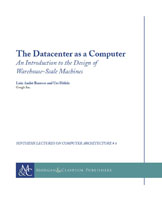 The Datacenter as a Computer
An Introduction to the Design of
Warehouse-Scale Machines
Luiz André Barroso and Urs Hölzle
Google Inc.
SYNTHESIS LECTURES ON COMPUTER ARCHITECTURE # 6
MORGAN & CLAYPOOL PUBLISHERS